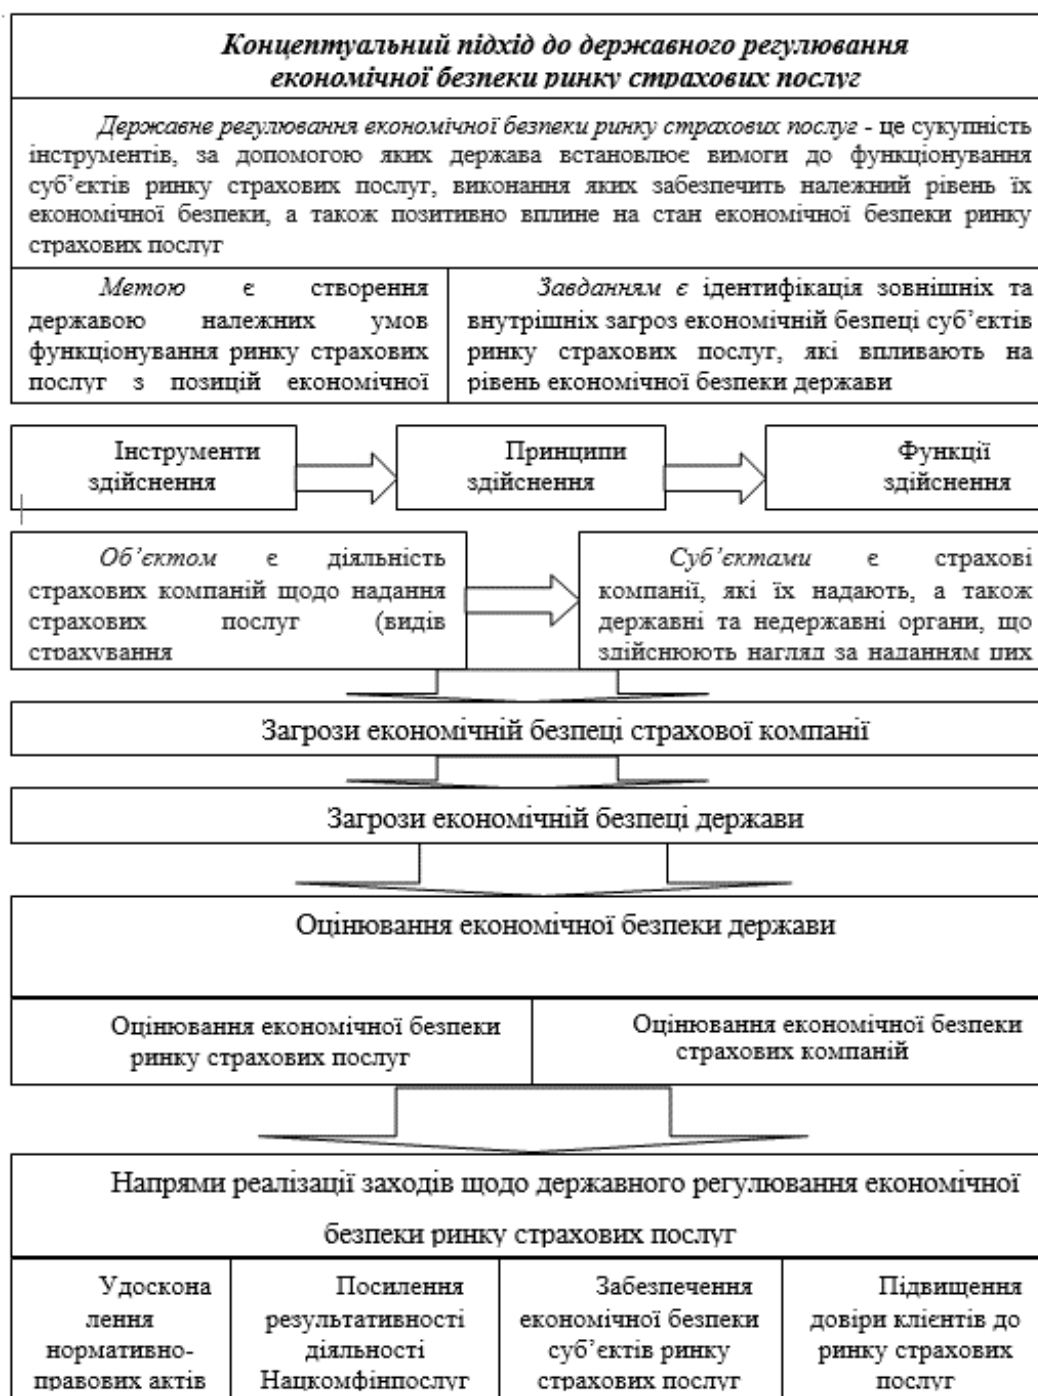 Концептуальний підхід до державного регулювання
економічної безпеки ринку страхових послуг
Державне регулювання економічної безпеки ринку страхових послуг - це сукупність
інструментів, за допомогою яких держава встановлює вимоги до функціонування
суб’єктів ринку страхових послуг, виконання яких забезпечить належний рівень їх
економічної безпеки, а також позитивно вплине на стан економічної безпеки ринку
страхових послуг
Метою є створення
державою належних умов
функціонування ринку страхових
послуг з позицій економічної
Завданням є ідентифікація зовнішніх та
внутрішніх загроз економічній безпеці суб’єктів
ринку страхових послуг, які впливають на
рівень економічної безпеки держави
Інструменти
здійснення
Принципи
здійснення
Функції
здійснення
Об’єктом є діяльність
страхових компаній щодо надання
страхових послуг (видів
страхування
Суб’єктами є страхові
компанії, які їх надають, а також
державні та недержавні органи, що
здійснюють нагляд за наданням цих
Загрози економічній безпеці страхової компанії
Загрози економічній безпеці держави
Оцінювання економічної безпеки держави
Оцінювання економічної безпеки
ринку страхових послуг
Оцінювання економічної безпеки
страхових компаній
Напрями реалізації заходів щодо державного регулювання економічної
безпеки ринку страхових послуг
Удоскона
лення
нормативно-
правових актів
Посилення
результативності
діяльності
Нацкомфінпослуг
Забезпечення
економічної безпеки
суб’єктів ринку
страхових послуг
Підвищення
довіри клієнтів до
ринку страхових
послуг